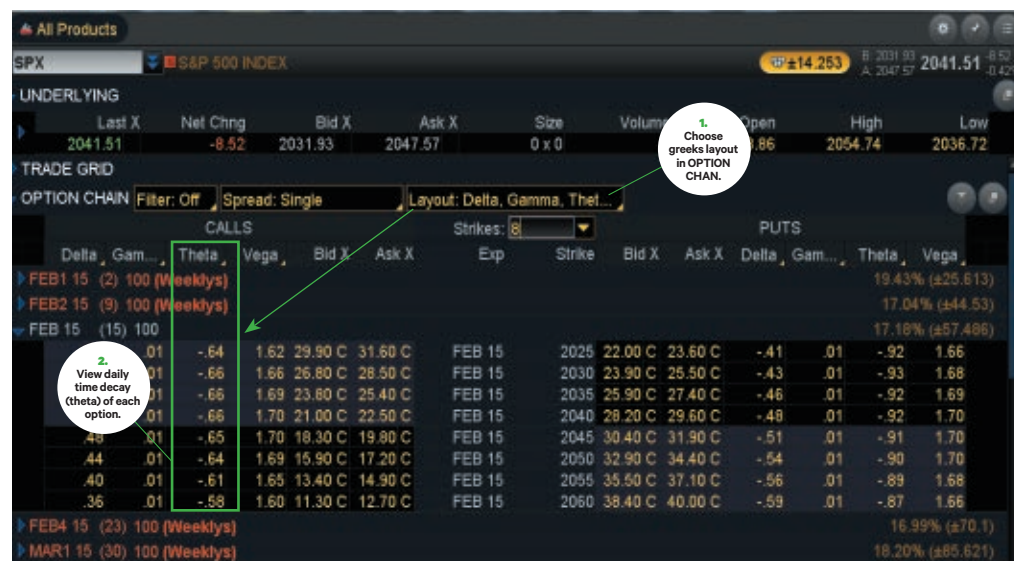 All Products
SPX S&P 500 INDEX ±14.253 B: 2031.93 A: 2047.57 2041.51 -8.52 -0.42%
UNDERLYING
Last X Net Chng Bid X Ask X Size Volume Open High Low
2041.51 -8.52 2031.93 2047.57 0 x 0 2054.74 2036.72
1.
Choose
greeks layout
in OPTION
CHAN.
TRADE GRID
OPTION CHAIN Filter: Off Spread: Single Layout: Delta, Gamma, Thet...
CALLS Strikes: 8 PUTS
Delta Gam... Theta Vega Bid X Ask X Exp Strike Bid X Ask X Delta Gam... Theta Vega
FEB1 15 (2) 100 (Weeklys) 19.43% (±25.613)
FEB2 15 (9) 100 (Weeklys) 17.04% (±44.53)
FEB 15 (15) 100 17.18% (±57.486)
.01 -.64 1.62 29.90 C 31.60 C FEB 15 2025 22.00 C 23.60 C -.41 .01 -.92 1.66
.01 -.66 1.66 26.80 C 28.50 C FEB 15 2030 23.90 C 25.50 C -.43 .01 -.93 1.68
.01 -.66 1.69 23.80 C 25.40 C FEB 15 2035 25.90 C 27.40 C -.46 .01 -.92 1.69
.01 -.66 1.70 21.00 C 22.50 C FEB 15 2040 28.20 C 29.60 C -.48 .01 -.92 1.70
.48 .01 -.65 1.70 18.30 C 19.80 C FEB 15 2045 30.40 C 31.90 C -.51 .01 -.91 1.70
.44 .01 -.64 1.69 15.90 C 17.20 C FEB 15 2050 32.90 C 34.40 C -.54 .01 -.90 1.70
.40 .01 -.61 1.65 13.40 C 14.90 C FEB 15 2055 35.50 C 37.10 C -.56 .01 -.89 1.68
.36 .01 -.58 1.60 11.30 C 12.70 C FEB 15 2060 38.40 C 40.00 C -.59 .01 -.87 1.66
2.
View daily
time decay
(theta) of each
option.
FEB4 15 (23) 100 (Weeklys) 16.99% (±70.1)
MAR1 15 (30) 100 (Weeklys) 18.20% (±85.621)